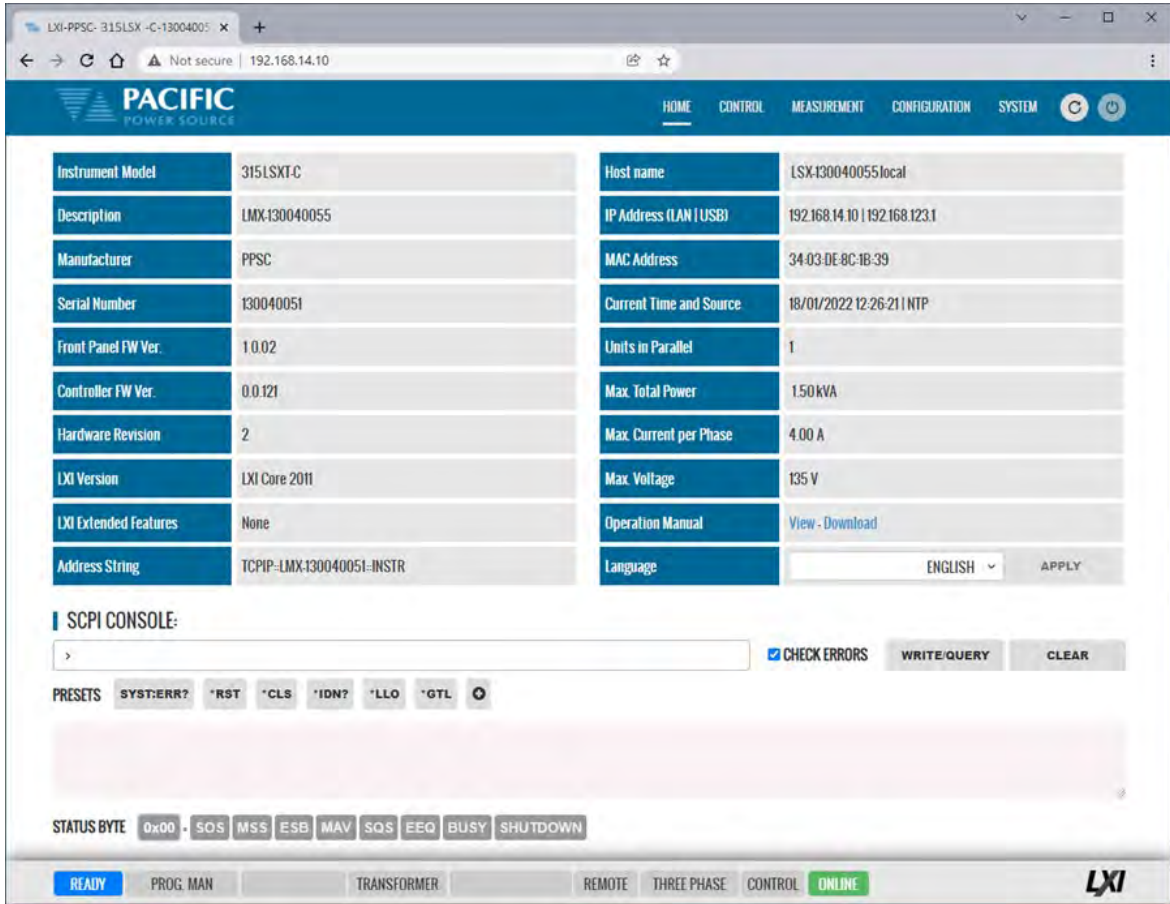 LXI-PPSC- 315LSX -C-13004005
Not secure | 192.168.14.10
PACIFIC
POWER SOURCE
HOME CONTROL MEASUREMENT CONFIGURATION SYSTEM
Instrument Model 315LSXT-C
Host name LSX-130040055.local
Description LMX-130040055
IP Address (LAN | USB) 192.168.14.10 | 192.168.123.1
Manufacturer PPSC
MAC Address 34-03-DE-8C-1B-39
Serial Number 130040051
Current Time and Source 18/01/2022 12:26:21 | NTP
Front Panel FW Ver. 1.0.02
Units in Parallel 1
Controller FW Ver. 0.0.121
Max. Total Power 1.50 kVA
Hardware Revision 2
Max. Current per Phase 4.00 A
LXI Version LXI Core 2011
Max. Voltage 135 V
LXI Extended Features None
Operation Manual View - Download
Address String TCPIP::LMX-130040051::INSTR
Language ENGLISH APPLY
SCPI CONSOLE:
> CHECK ERRORS WRITE/QUERY CLEAR
PRESETS SYST:ERR? *RST *CLS *IDN? *LLO *GTL
STATUS BYTE 0x00 - SOS MSS ESB MAV SQS EEQ BUSY SHUTDOWN
READY PROG. MAN TRANSFORMER REMOTE THREE PHASE CONTROL ONLINE LXI